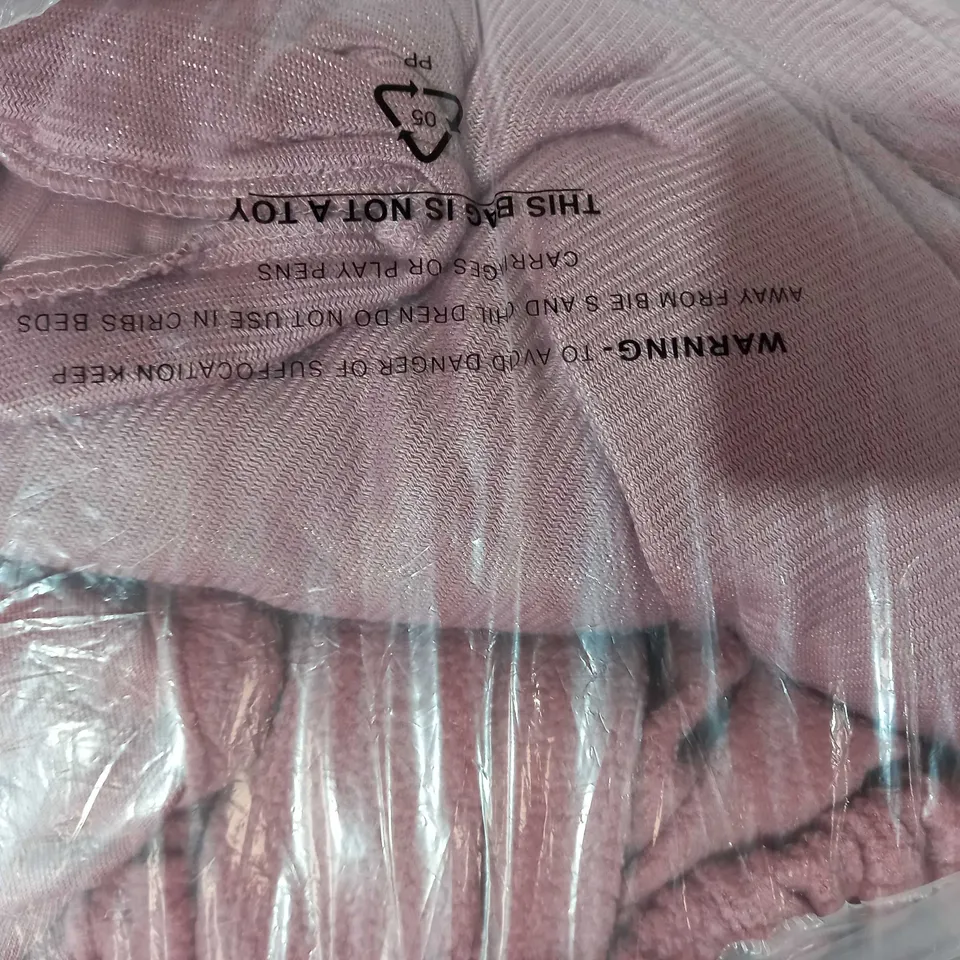 WARNING- TO AVOID DANGER OF SUFFOCATION KEEP
AWAY FROM BIE S AND CHIL DREN DO NOT USE IN CRIBS BEDS
CARRIAGES OR PLAY PENS
THIS BAG IS NOT A TOY
05
PP